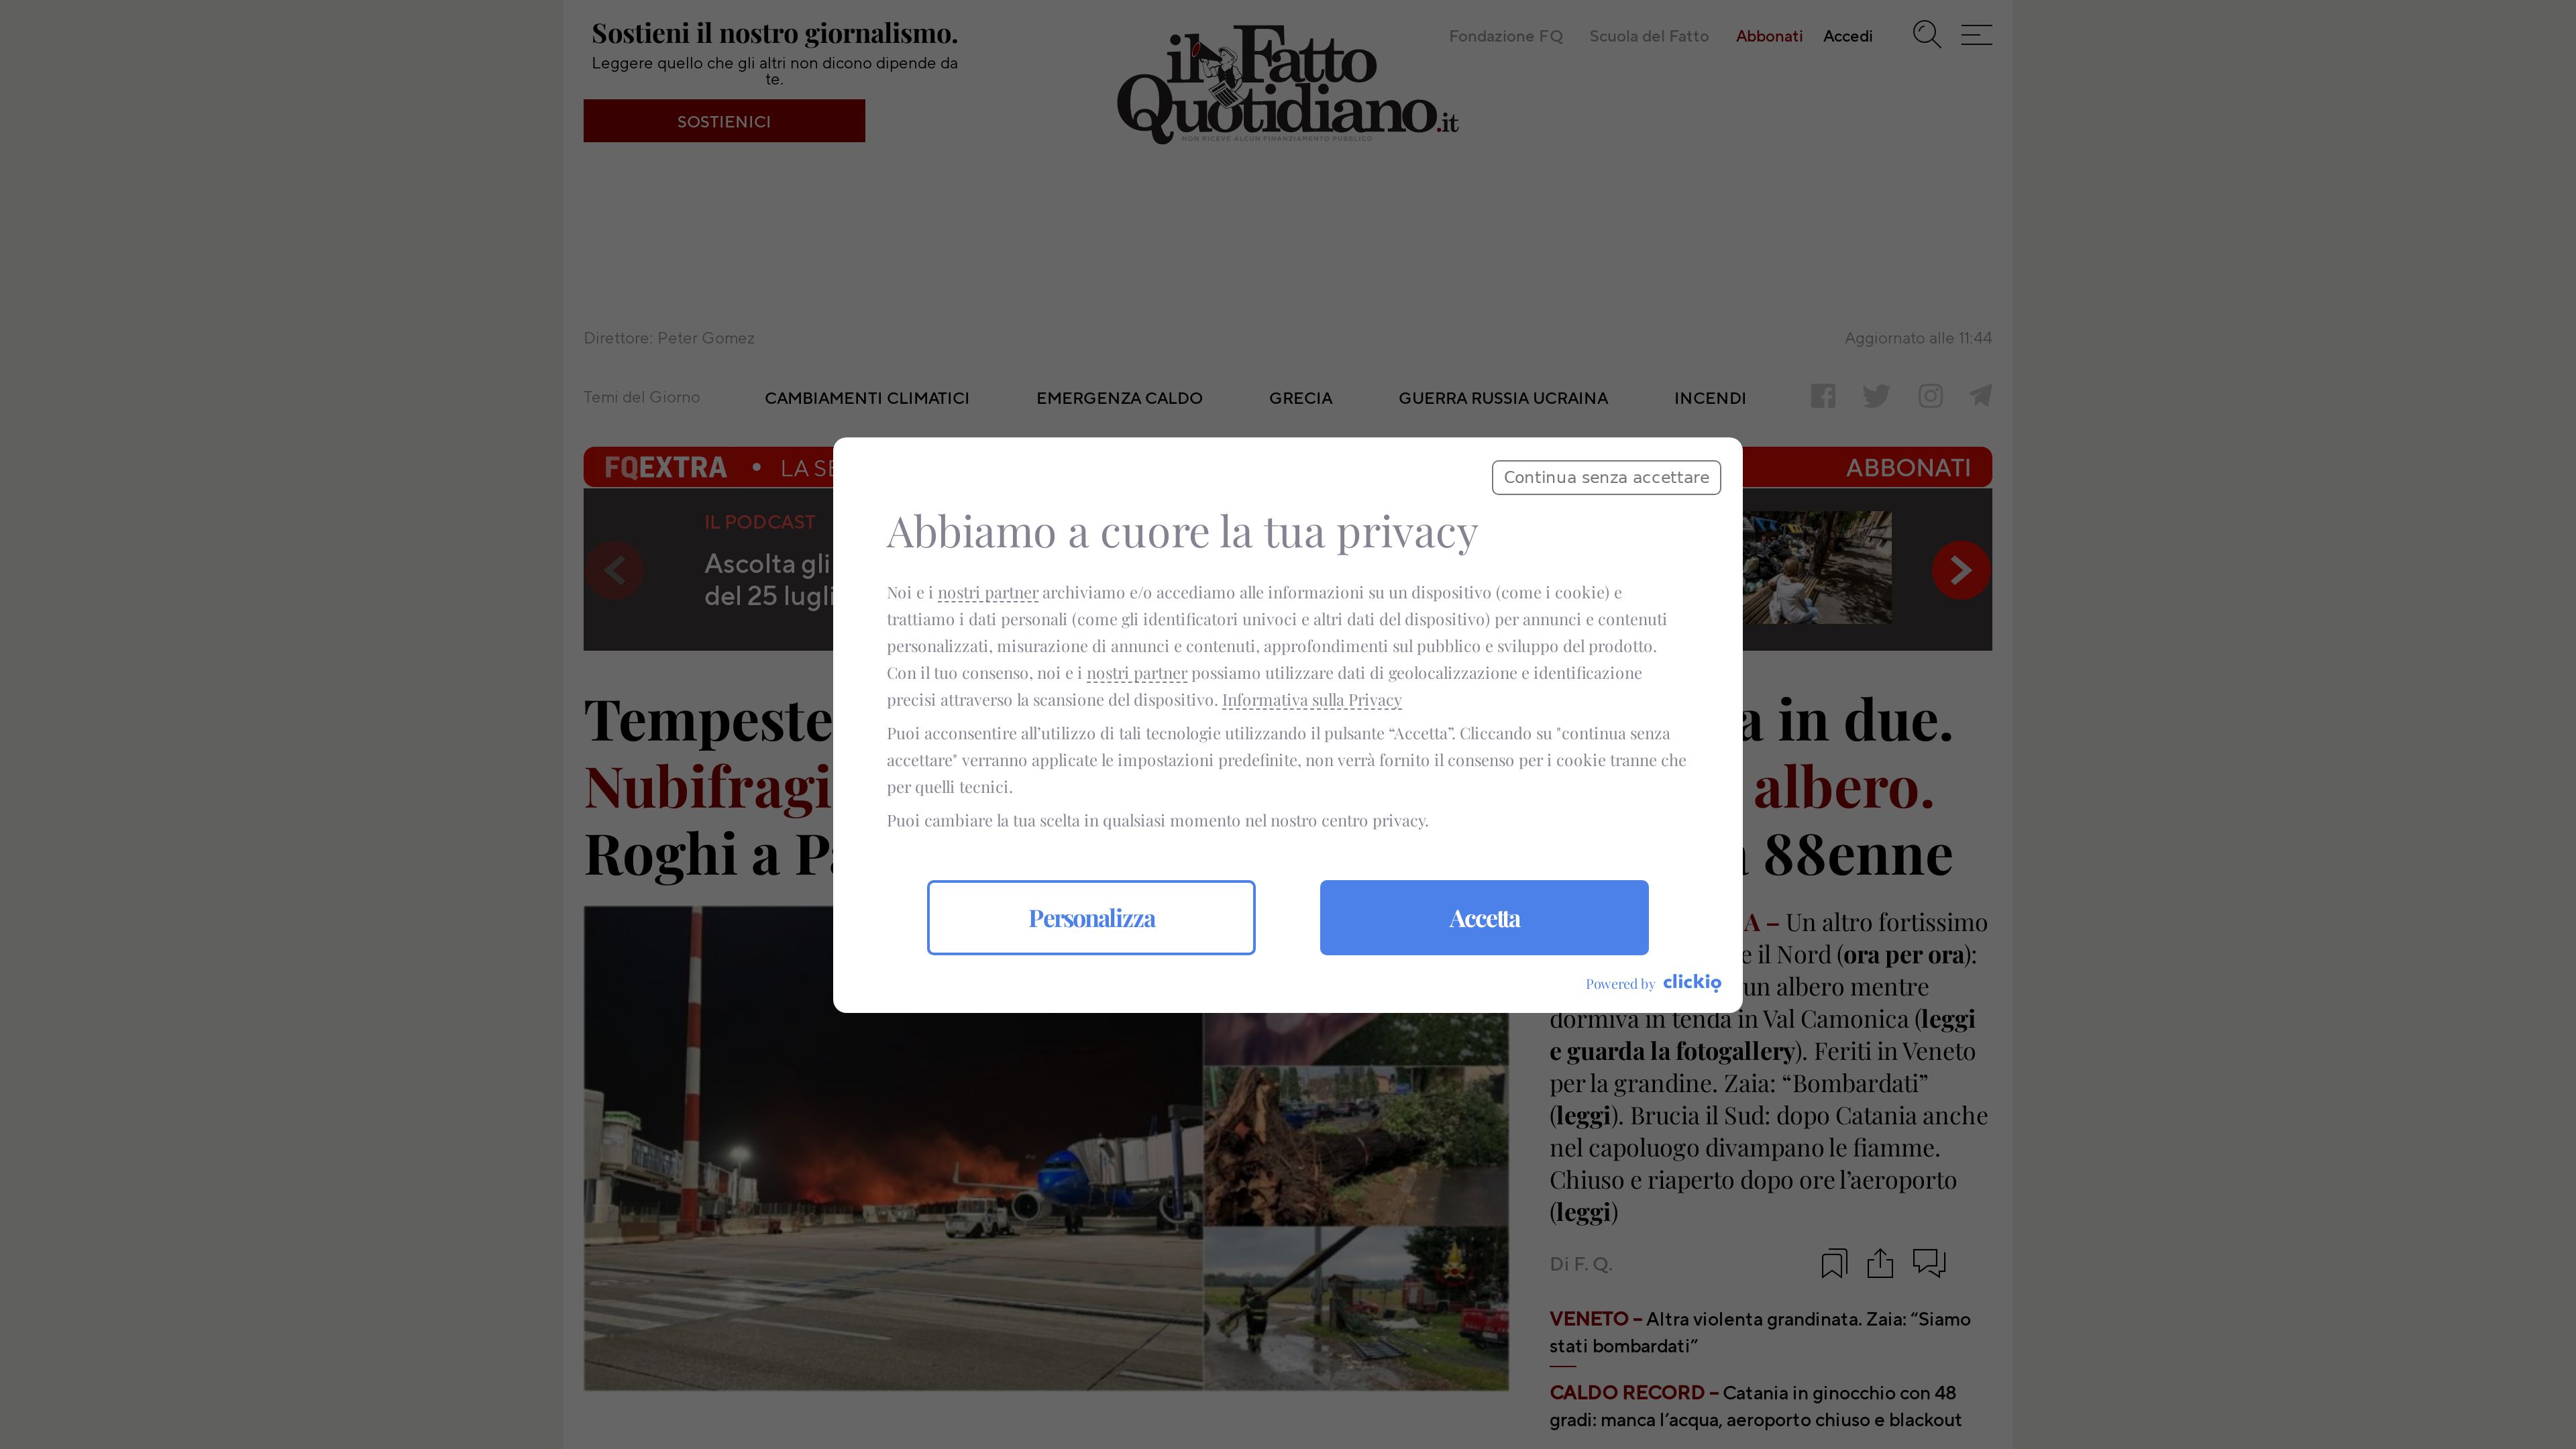 Sostieni il nostro giornalismo.
Leggere quello che gli altri non dicono dipende da
te.
SOSTIENICI
il Fatto
Quotidiano.it
NON RICEVE ALCUN FINANZIAMENTO PUBBLICO
Fondazione FQ
Scuola del Fatto
Abbonati
Accedi
Direttore: Peter Gomez
Aggiornato alle 11:44
Temi del Giorno
CAMBIAMENTI CLIMATICI
EMERGENZA CALDO
GRECIA
GUERRA RUSSIA UCRAINA
INCENDI
FQEXTRA
• LA SE
ABBONATI
IL PODCAST
Ascolta gli
del 25 lugli
Continua senza accettare
Abbiamo a cuore la tua privacy
Noi e i nostri partner archiviamo e/o accediamo alle informazioni su un dispositivo (come i cookie) e
trattiamo i dati personali (come gli identificatori univoci e altri dati del dispositivo) per annunci e contenuti
personalizzati, misurazione di annunci e contenuti, approfondimenti sul pubblico e sviluppo del prodotto.
Con il tuo consenso, noi e i nostri partner possiamo utilizzare dati di geolocalizzazione e identificazione
precisi attraverso la scansione del dispositivo. Informativa sulla Privacy
Puoi acconsentire all’utilizzo di tali tecnologie utilizzando il pulsante “Accetta”. Cliccando su "continua senza
accettare" verranno applicate le impostazioni predefinite, non verrà fornito il consenso per i cookie tranne che
per quelli tecnici.
Puoi cambiare la tua scelta in qualsiasi momento nel nostro centro privacy.
Personalizza
Accetta
Powered by clickio
Tempeste
Nubifragi
Roghi a Pa
a in due.
albero.
a 88enne
A – Un altro fortissimo
e il Nord (ora per ora):
un albero mentre
dormiva in tenda in Val Camonica (leggi
e guarda la fotogallery). Feriti in Veneto
per la grandine. Zaia: “Bombardati”
(leggi). Brucia il Sud: dopo Catania anche
nel capoluogo divampano le fiamme.
Chiuso e riaperto dopo ore l’aeroporto
(leggi)
Di F. Q.
VENETO – Altra violenta grandinata. Zaia: “Siamo
stati bombardati”
CALDO RECORD – Catania in ginocchio con 48
gradi: manca l’acqua, aeroporto chiuso e blackout